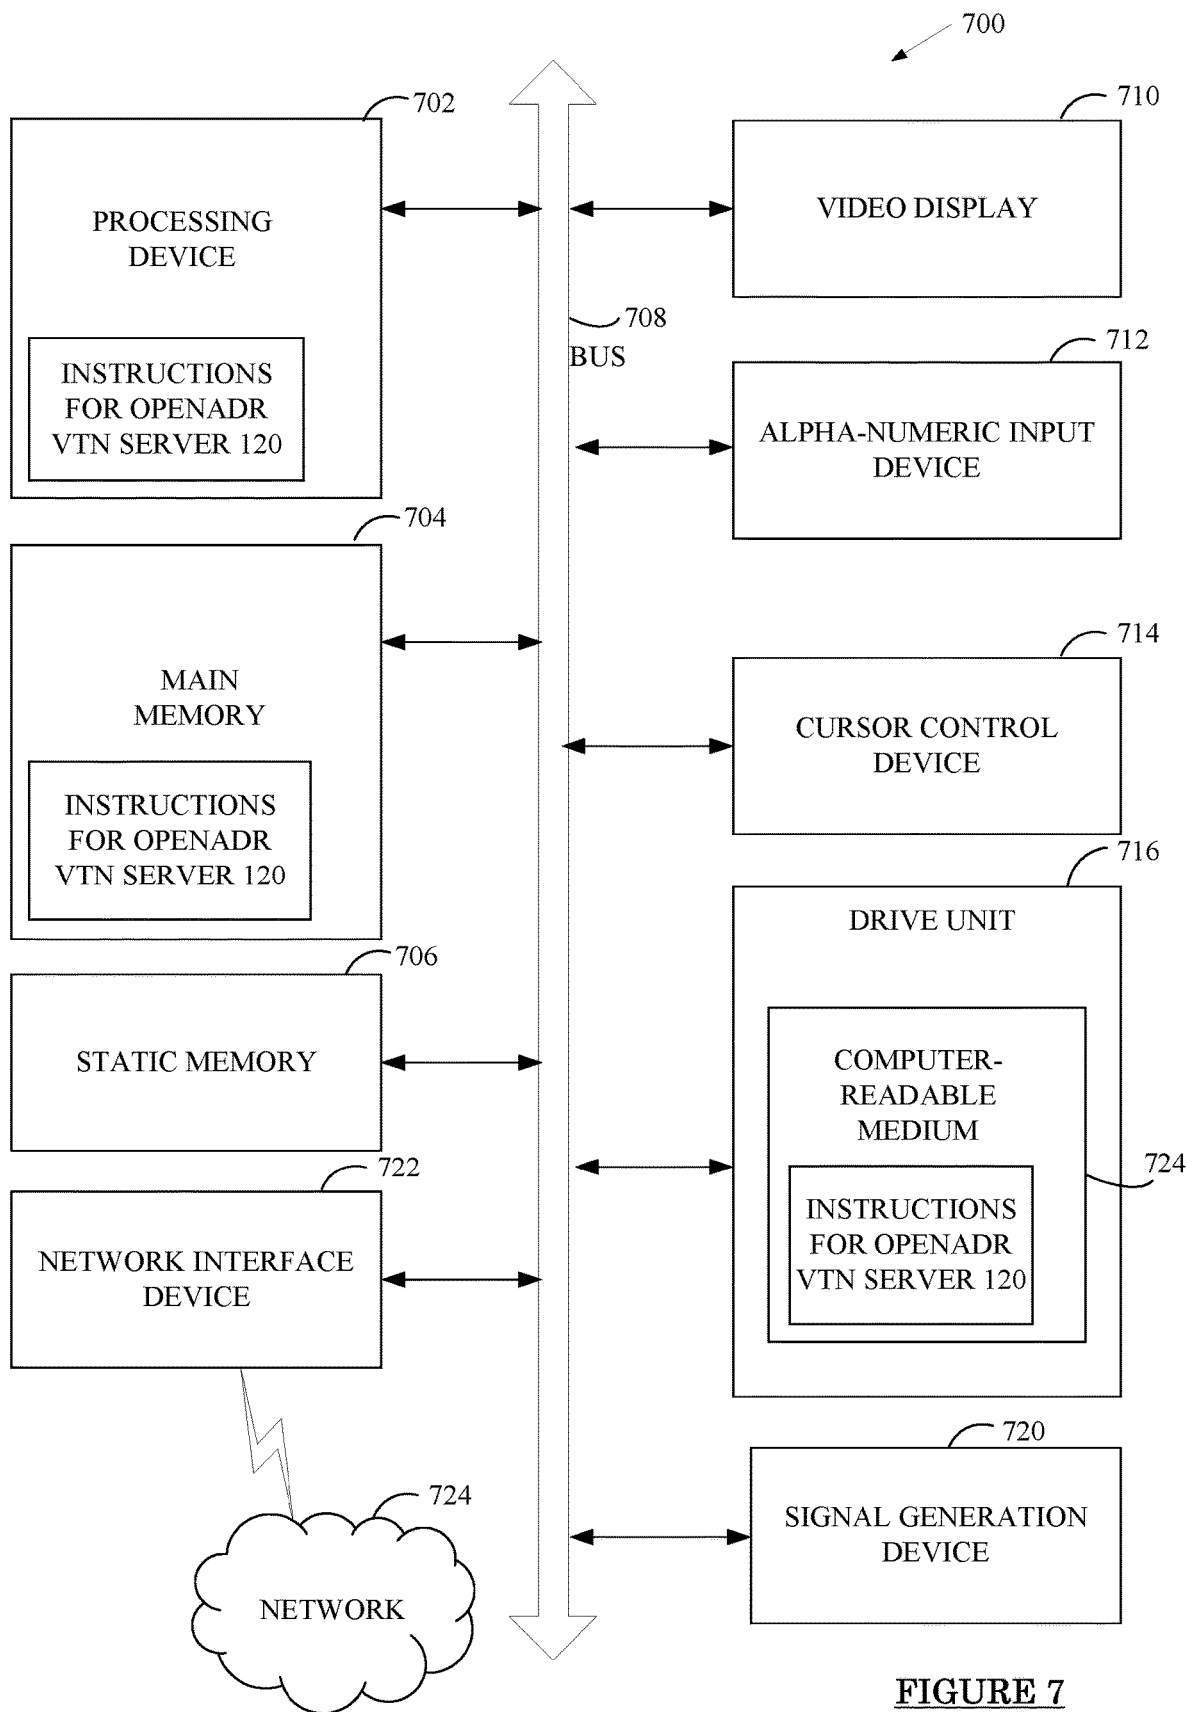 700
702
PROCESSING
DEVICE
INSTRUCTIONS
FOR OPENADR
VTN SERVER 120
704
MAIN
MEMORY
INSTRUCTIONS
FOR OPENADR
VTN SERVER 120
706
STATIC MEMORY
722
NETWORK INTERFACE
DEVICE
724
NETWORK
708
BUS
710
VIDEO DISPLAY
712
ALPHA-NUMERIC INPUT
DEVICE
714
CURSOR CONTROL
DEVICE
716
DRIVE UNIT
COMPUTER-
READABLE
MEDIUM
724
INSTRUCTIONS
FOR OPENADR
VTN SERVER 120
720
SIGNAL GENERATION
DEVICE
FIGURE 7